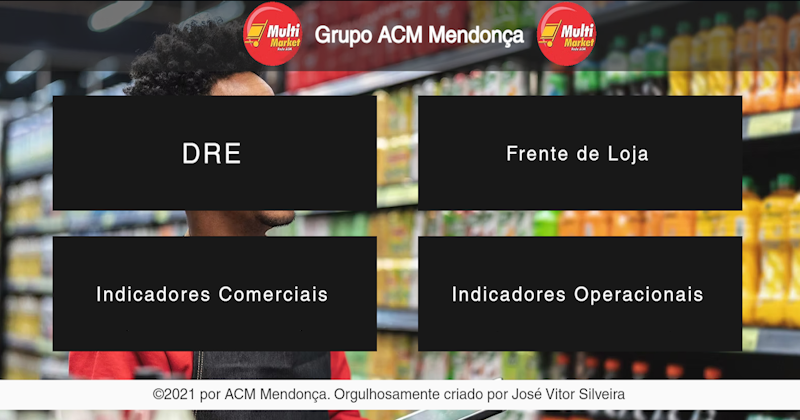 Multi
Market
Grupo ACM Mendonça
Multi
Market
DRE
Frente de Loja
Indicadores Comerciais
Indicadores Operacionais
©2021 por ACM Mendonça. Orgulhosamente criado por José Vitor Silveira